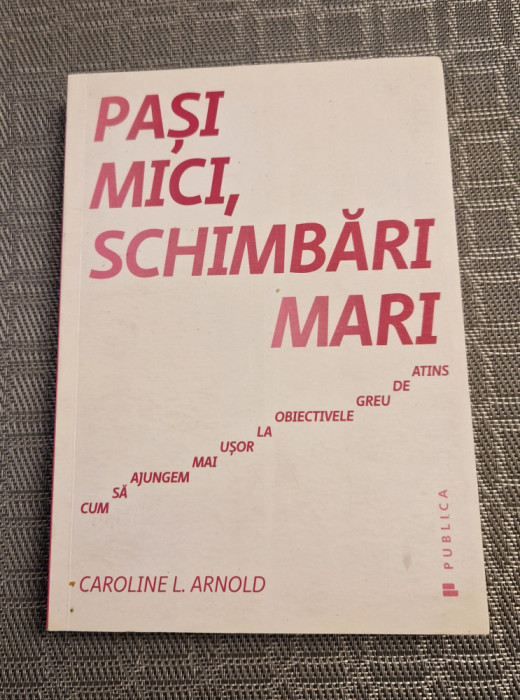 PAȘI
MICI,
SCHIMBĂRI
MARI
CUM SĂ AJUNGEM MAI UȘOR LA OBIECTIVELE GREU DE ATINS
CAROLINE L. ARNOLD
PUBLICA